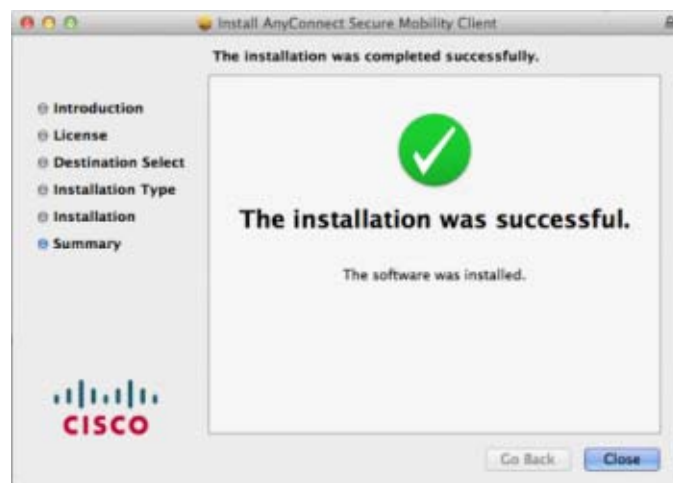 Install AnyConnect Secure Mobility Client
The installation was completed successfully.
Introduction
License
Destination Select
Installation Type
Installation
Summary
The installation was successful.
The software was installed.
CISCO
Go Back
Close